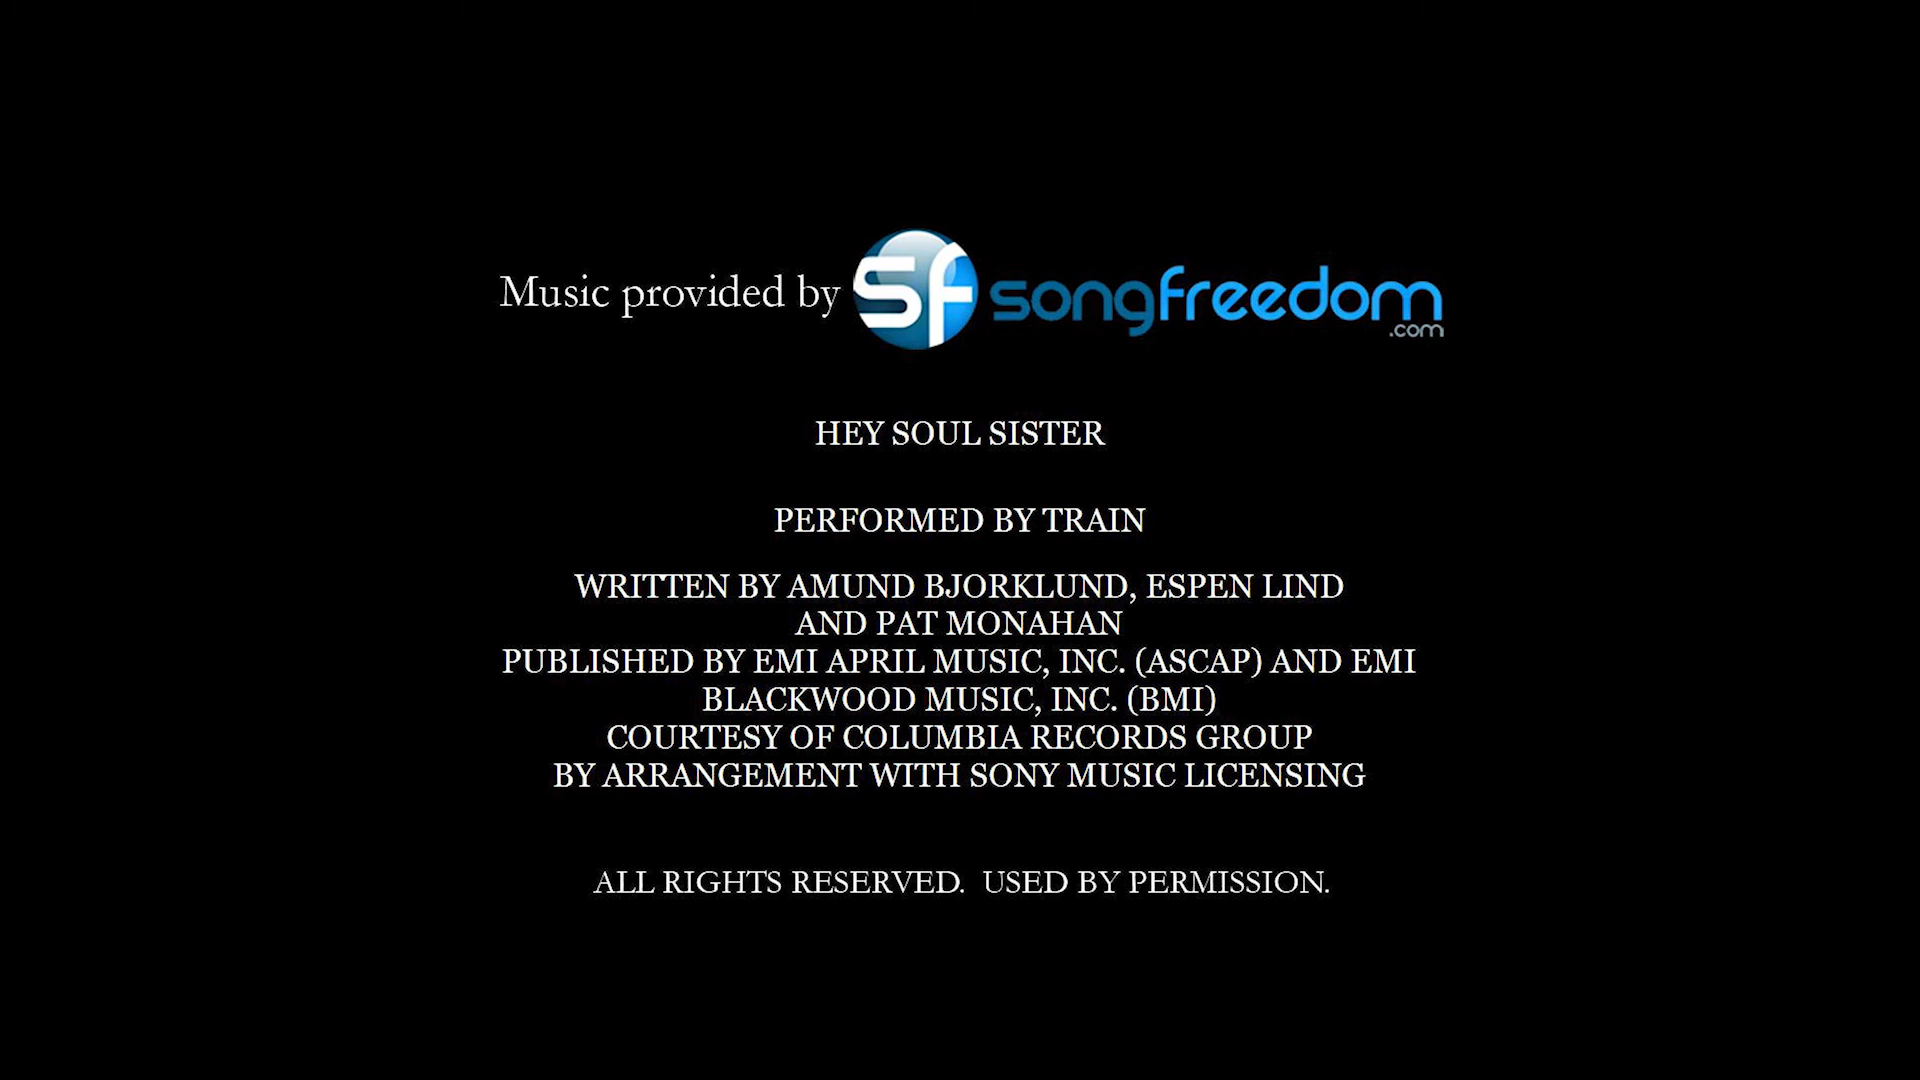 Music provided by SF songfreedom
.com
HEY SOUL SISTER
PERFORMED BY TRAIN
WRITTEN BY AMUND BJORKLUND, ESPEN LIND
AND PAT MONAHAN
PUBLISHED BY EMI APRIL MUSIC, INC. (ASCAP) AND EMI
BLACKWOOD MUSIC, INC. (BMI)
COURTESY OF COLUMBIA RECORDS GROUP
BY ARRANGEMENT WITH SONY MUSIC LICENSING
ALL RIGHTS RESERVED.  USED BY PERMISSION.